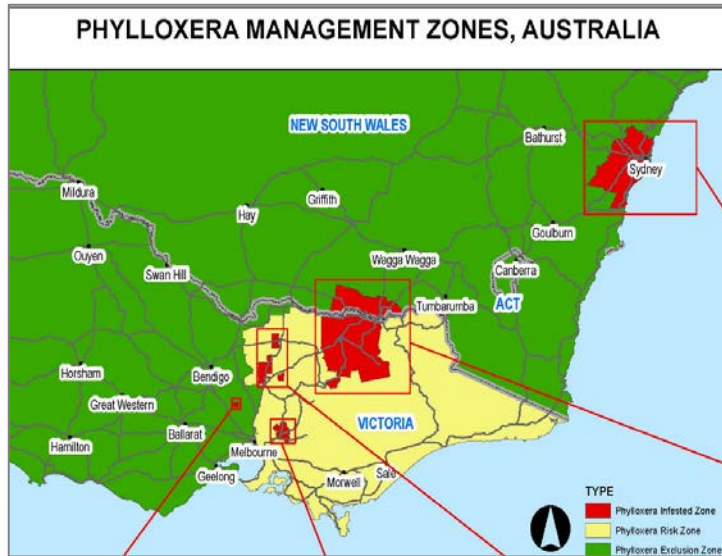 PHYLLOXERA MANAGEMENT ZONES, AUSTRALIA
NEW SOUTH WALES
Bathurst
Sydney
Mildura
Griffith
Hay
Goulburn
Ouyen
Wagga Wagga
Swan Hill
Canberra
Tumbarumba
ACT
Horsham
Bendigo
Great Western
VICTORIA
Ballarat
Hamilton
Melbourne
Geelong
Morwell
Sale
TYPE
Phylloxera Infested Zone
Phylloxera Risk Zone
Phylloxera Exclusion Zone